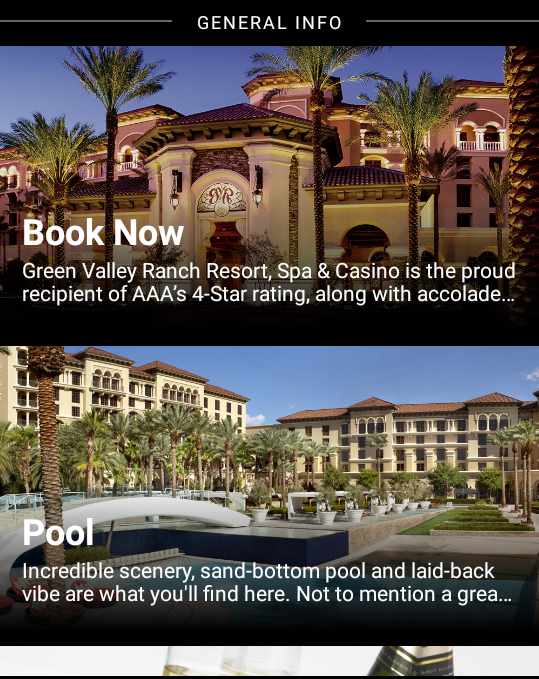 GENERAL INFO
GVR
Book Now
Green Valley Ranch Resort, Spa & Casino is the proud
recipient of AAA’s 4-Star rating, along with accolade...
Pool
Incredible scenery, sand-bottom pool and laid-back
vibe are what you'll find here. Not to mention a grea...